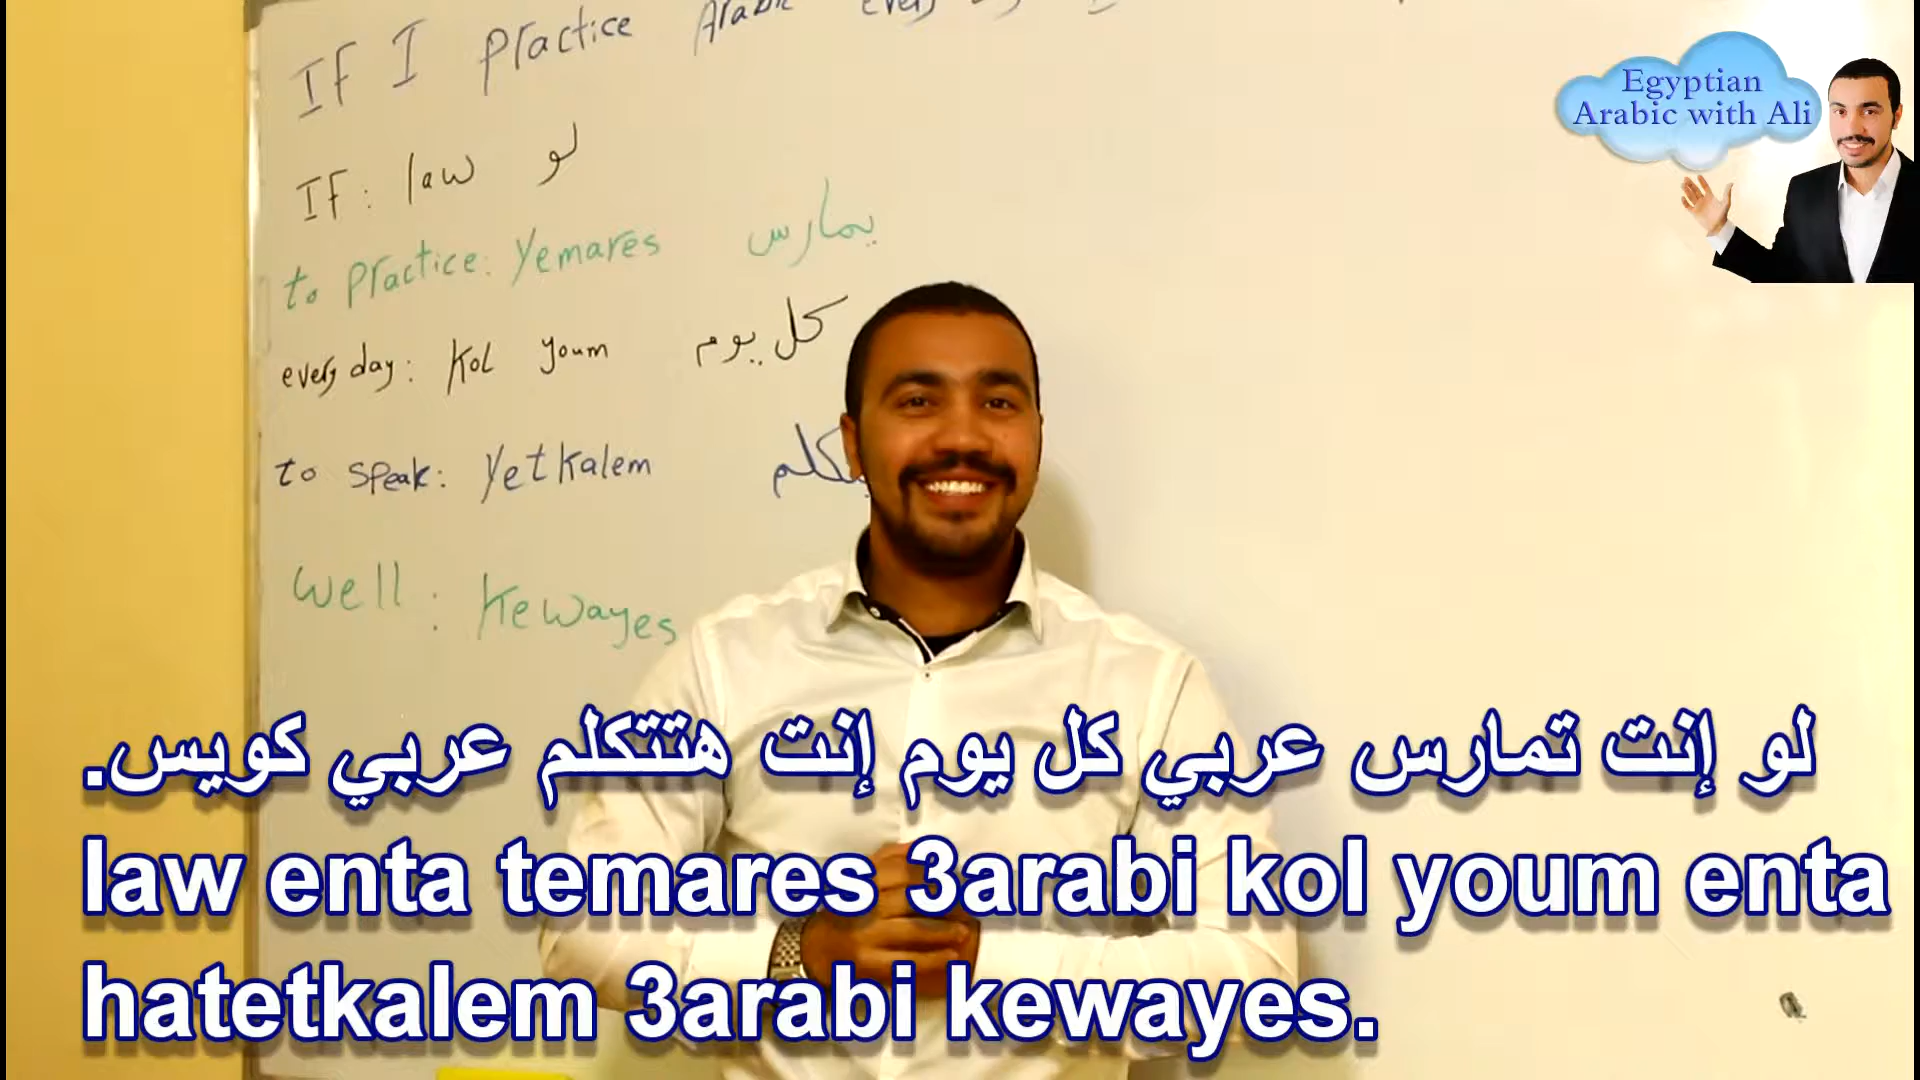 IF I Practice Arabic every
IF: law لو
to Practice: Yemares يمارس
every day: Kol youm كل يوم
to speak: Yetkalem
well: Kewayes
Egyptian
Arabic with Ali
لو إنت تمارس عربي كل يوم إنت هتتكلم عربي كويس.
law enta temares 3arabi kol youm enta
hatetkalem 3arabi kewayes.